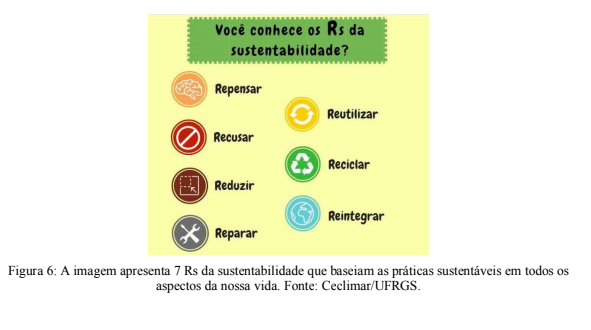 Você conhece os Rs da
sustentabilidade?
Repensar
Recusar
Reduzir
Reparar
Reutilizar
Reciclar
Reintegrar
Figura 6: A imagem apresenta 7 Rs da sustentabilidade que baseiam as práticas sustentáveis em todos os
aspectos da nossa vida. Fonte: Ceclimar/UFRGS.